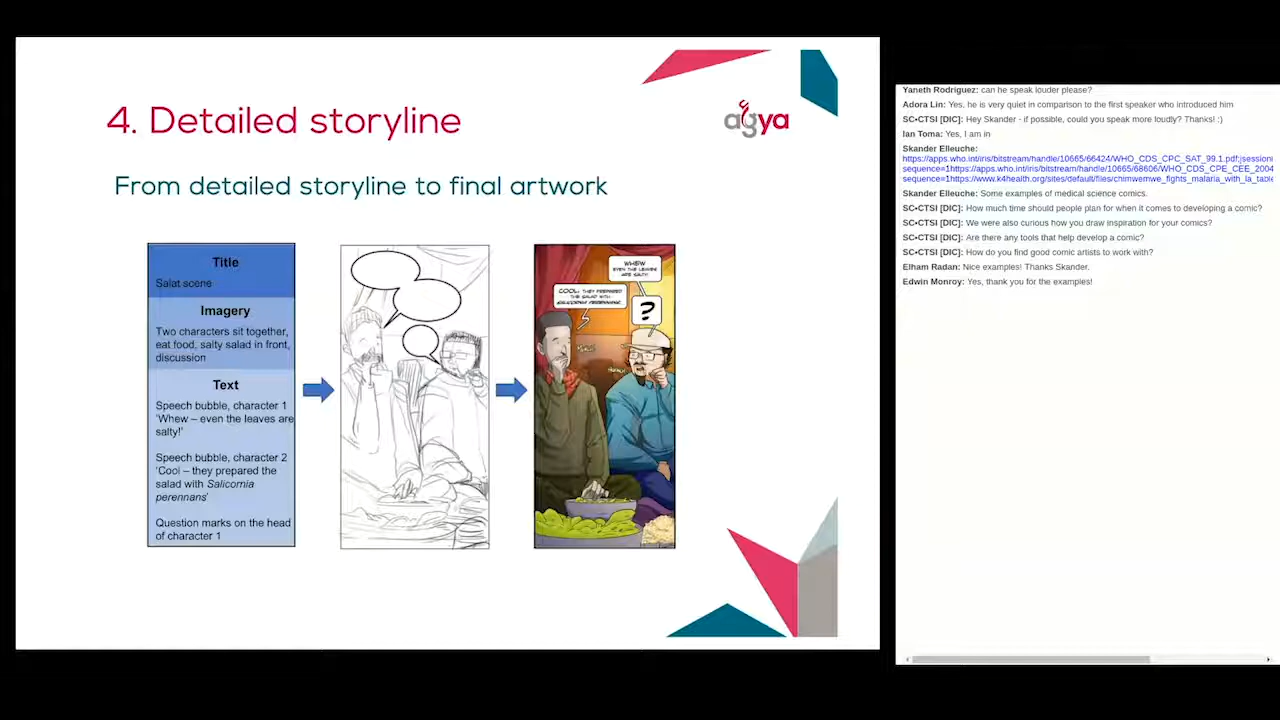 4. Detailed storyline
agya
From detailed storyline to final artwork
Title
Salat scene
Imagery
Two characters sit together,
eat food, salty salad in front,
discussion
Text
Speech bubble, character 1
'Whew – even the leaves are
salty!'
Speech bubble, character 2
'Cool – they prepared the
salad with Salicornia
perennans'
Question marks on the head
of character 1
WHEW
EVEN THE LEAVES
ARE SALTY!
COOL. THEY PREPARED
THE SALAD WITH
SALICORNIA PERENNANS.
?
Yaneth Rodriguez: can he speak louder please?
Adora Lin: Yes, he is very quiet in comparison to the first speaker who introduced him
SC•CTSI [DIC]: Hey Skander - if possible, could you speak more loudly? Thanks! :)
Ian Toma: Yes, I am in
Skander Elleuche:
https://apps.who.int/iris/bitstream/handle/10665/66424/WHO_CDS_CPC_SAT_99.1.pdf;jsession
sequence=1https://apps.who.int/iris/bitstream/handle/10665/68606/WHO_CDS_CPE_CEE_2004
sequence=1https://www.k4health.org/sites/default/files/chimwemwe_fights_malaria_with_la_table
Skander Elleuche: Some examples of medical science comics.
SC•CTSI [DIC]: How much time should people plan for when it comes to developing a comic?
SC•CTSI [DIC]: We were also curious how you draw inspiration for your comics?
SC•CTSI [DIC]: Are there any tools that help develop a comic?
SC•CTSI [DIC]: How do you find good comic artists to work with?
Elham Radan: Nice examples! Thanks Skander.
Edwin Monroy: Yes, thank you for the examples!